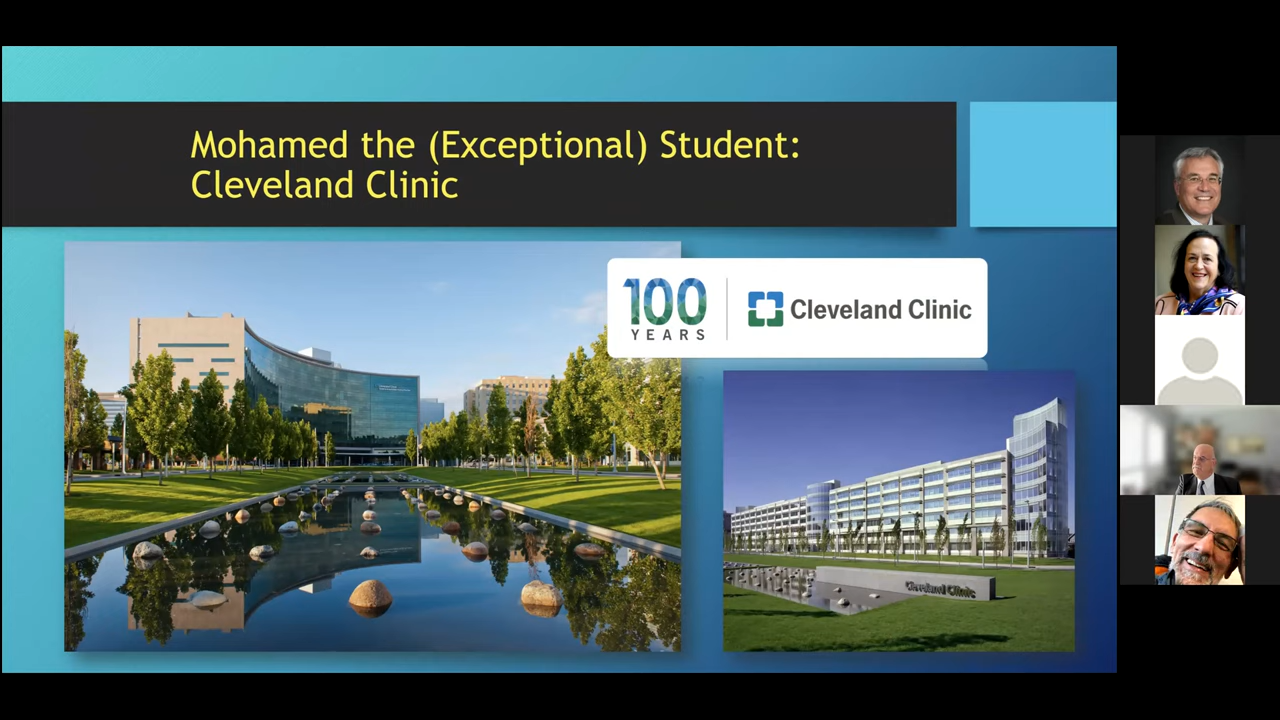 Mohamed the (Exceptional) Student:
Cleveland Clinic
100
YEARS
Cleveland Clinic
Cleveland Clinic